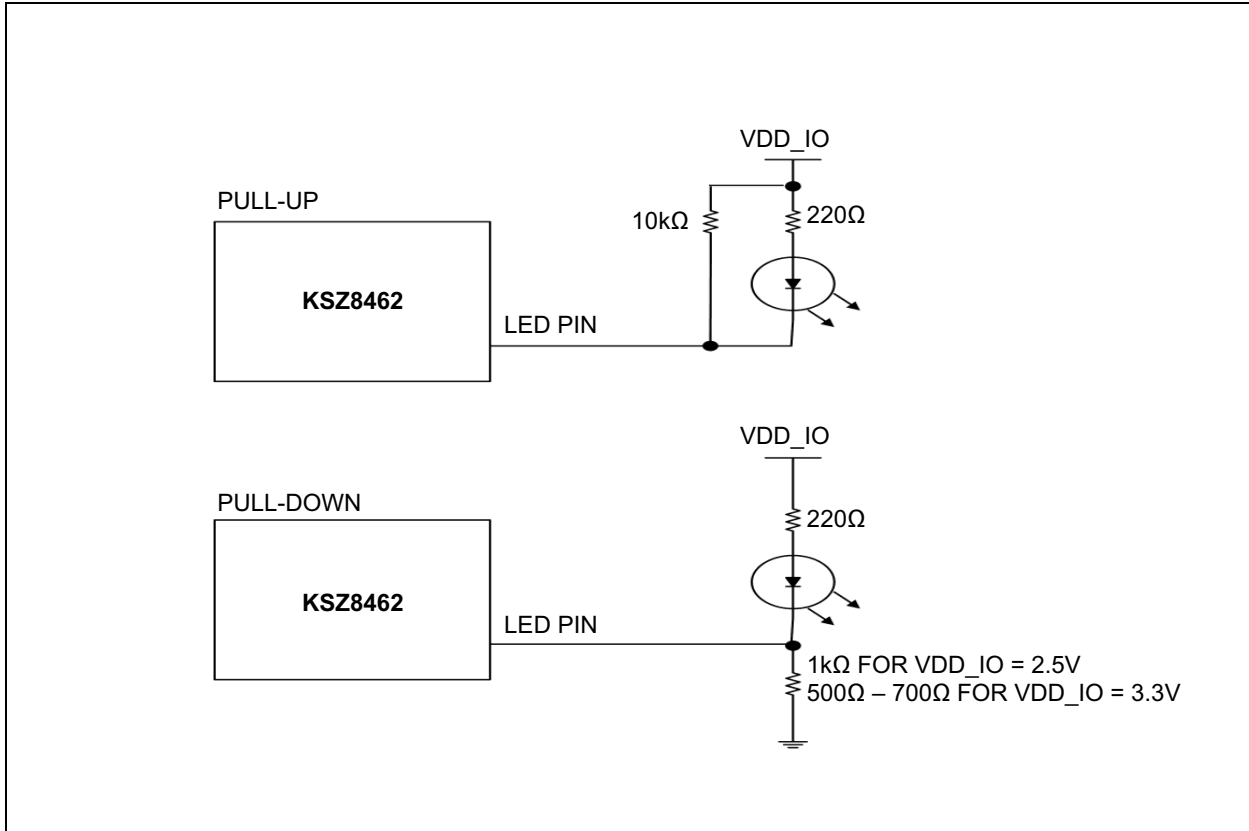 VDD_IO
PULL-UP
10kΩ
220Ω
KSZ8462
LED PIN
VDD_IO
PULL-DOWN
220Ω
KSZ8462
LED PIN
1kΩ FOR VDD_IO = 2.5V
500Ω – 700Ω FOR VDD_IO = 3.3V